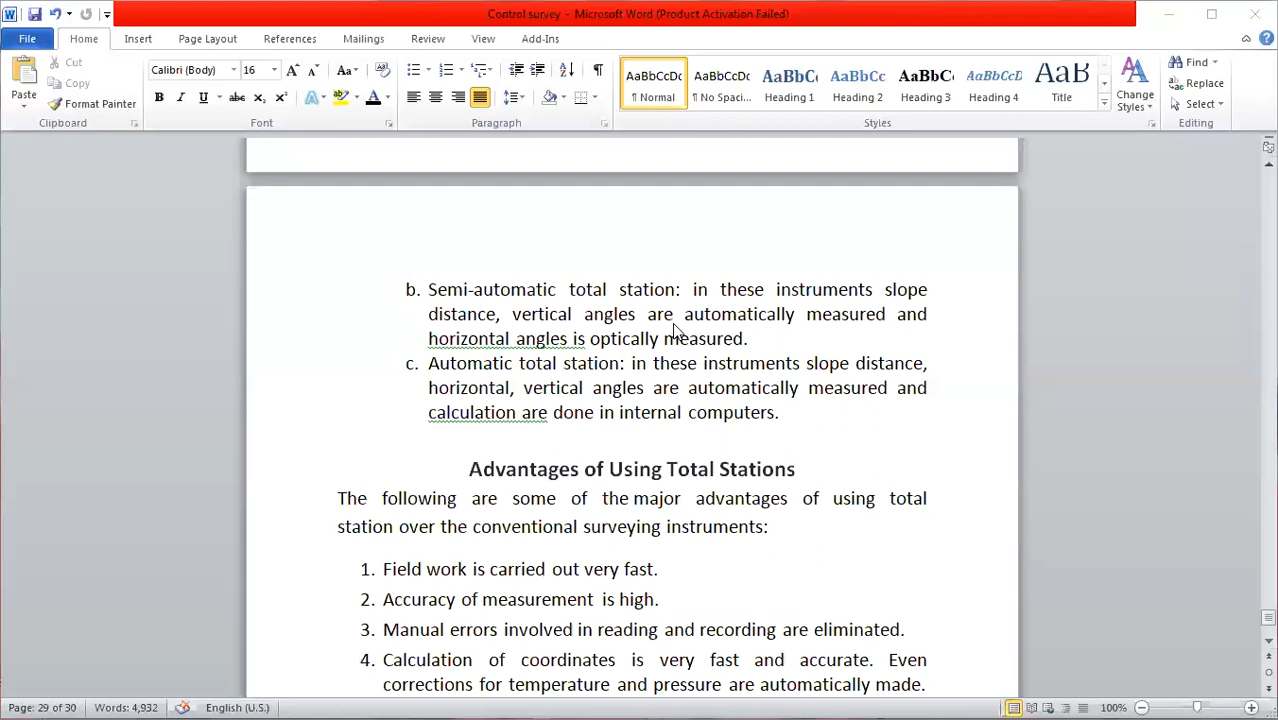 Control survey - Microsoft Word (Product Activation Failed)
File Home Insert Page Layout References Mailings Review View Add-Ins
Paste Cut Copy Format Painter
Calibri (Body) 16
AaBbCcDc AaBbCcDc AaBbC AaBbCc AaBbC AaBbCcD AaB
¶ Normal ¶ No Spaci... Heading 1 Heading 2 Heading 3 Heading 4 Title
Change Styles
Find Replace Select
Clipboard Font Paragraph Styles Editing
b. Semi-automatic total station: in these instruments slope
distance, vertical angles are automatically measured and
horizontal angles is optically measured.
c. Automatic total station: in these instruments slope distance,
horizontal, vertical angles are automatically measured and
calculation are done in internal computers.
Advantages of Using Total Stations
The following are some of the major advantages of using total
station over the conventional surveying instruments:
1. Field work is carried out very fast.
2. Accuracy of measurement is high.
3. Manual errors involved in reading and recording are eliminated.
4. Calculation of coordinates is very fast and accurate. Even
corrections for temperature and pressure are automatically made.
Page: 29 of 30 Words: 4,932 English (U.S.) 100%